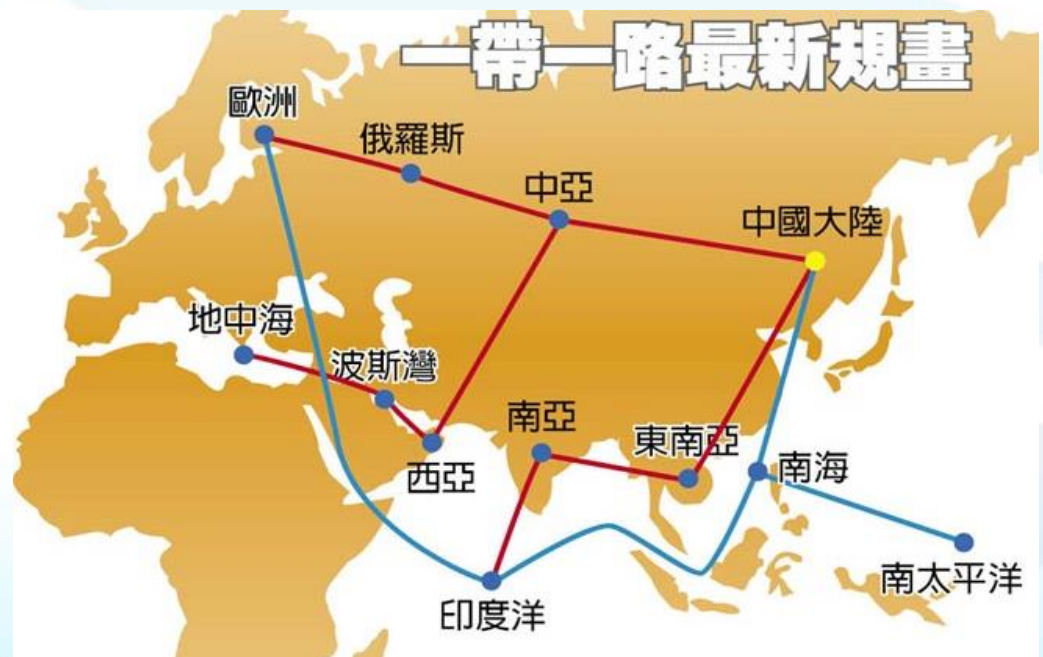 一帶一路最新規畫
歐洲
俄羅斯
中亞
中國大陸
地中海
波斯灣
南亞
東南亞
西亞
南海
南太平洋
印度洋